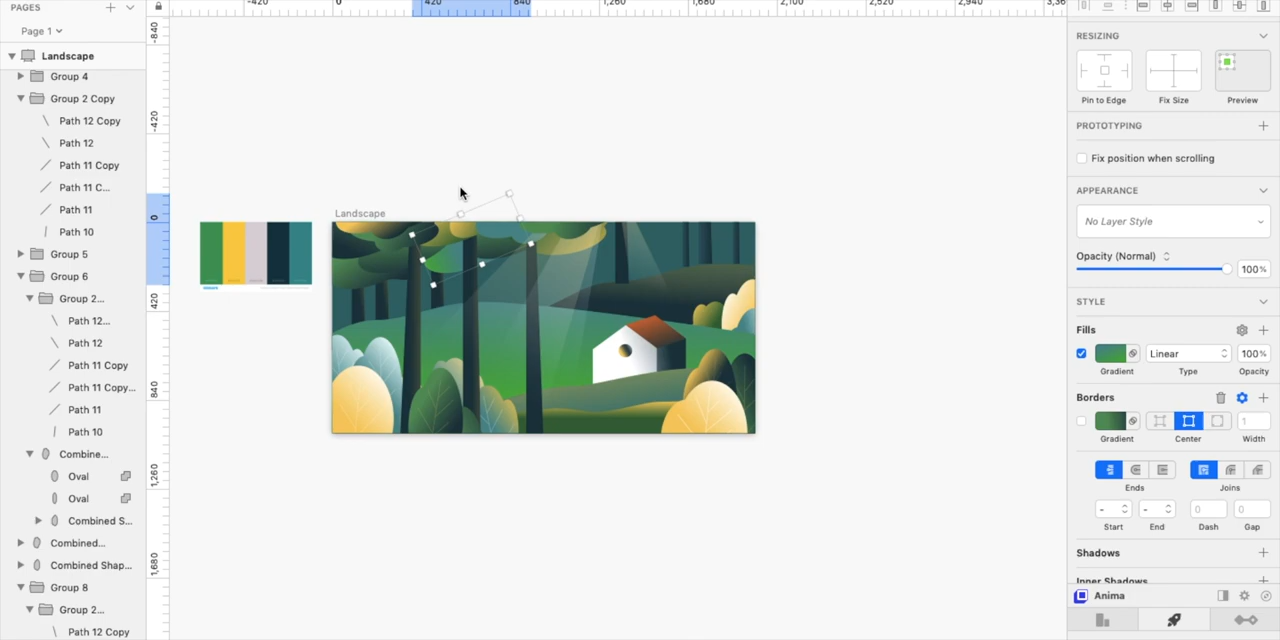 PAGES
Page 1
Landscape
Group 4
Group 2 Copy
Path 12 Copy
Path 12
Path 11 Copy
Path 11 C...
Path 11
Path 10
Group 5
Group 6
Group 2...
Path 12...
Path 12
Path 11 Copy
Path 11 Copy...
Path 11
Path 10
Combine...
Oval
Oval
Combined S...
Combined...
Combined Shap...
Group 8
Group 2...
Path 12 Copy
-420
0
420
840
1,260
1,680
2,100
2,520
2,940
3,36
-840
-420
0
420
840
1,260
1,680
Landscape
RESIZING
Pin to Edge
Fix Size
Preview
PROTOTYPING
Fix position when scrolling
APPEARANCE
No Layer Style
Opacity (Normal)
100%
STYLE
Fills
Linear
100%
Gradient
Type
Opacity
Borders
1
Gradient
Center
Width
Ends
Joins
-
-
0
0
Start
End
Dash
Gap
Shadows
Inner Shadows
Anima